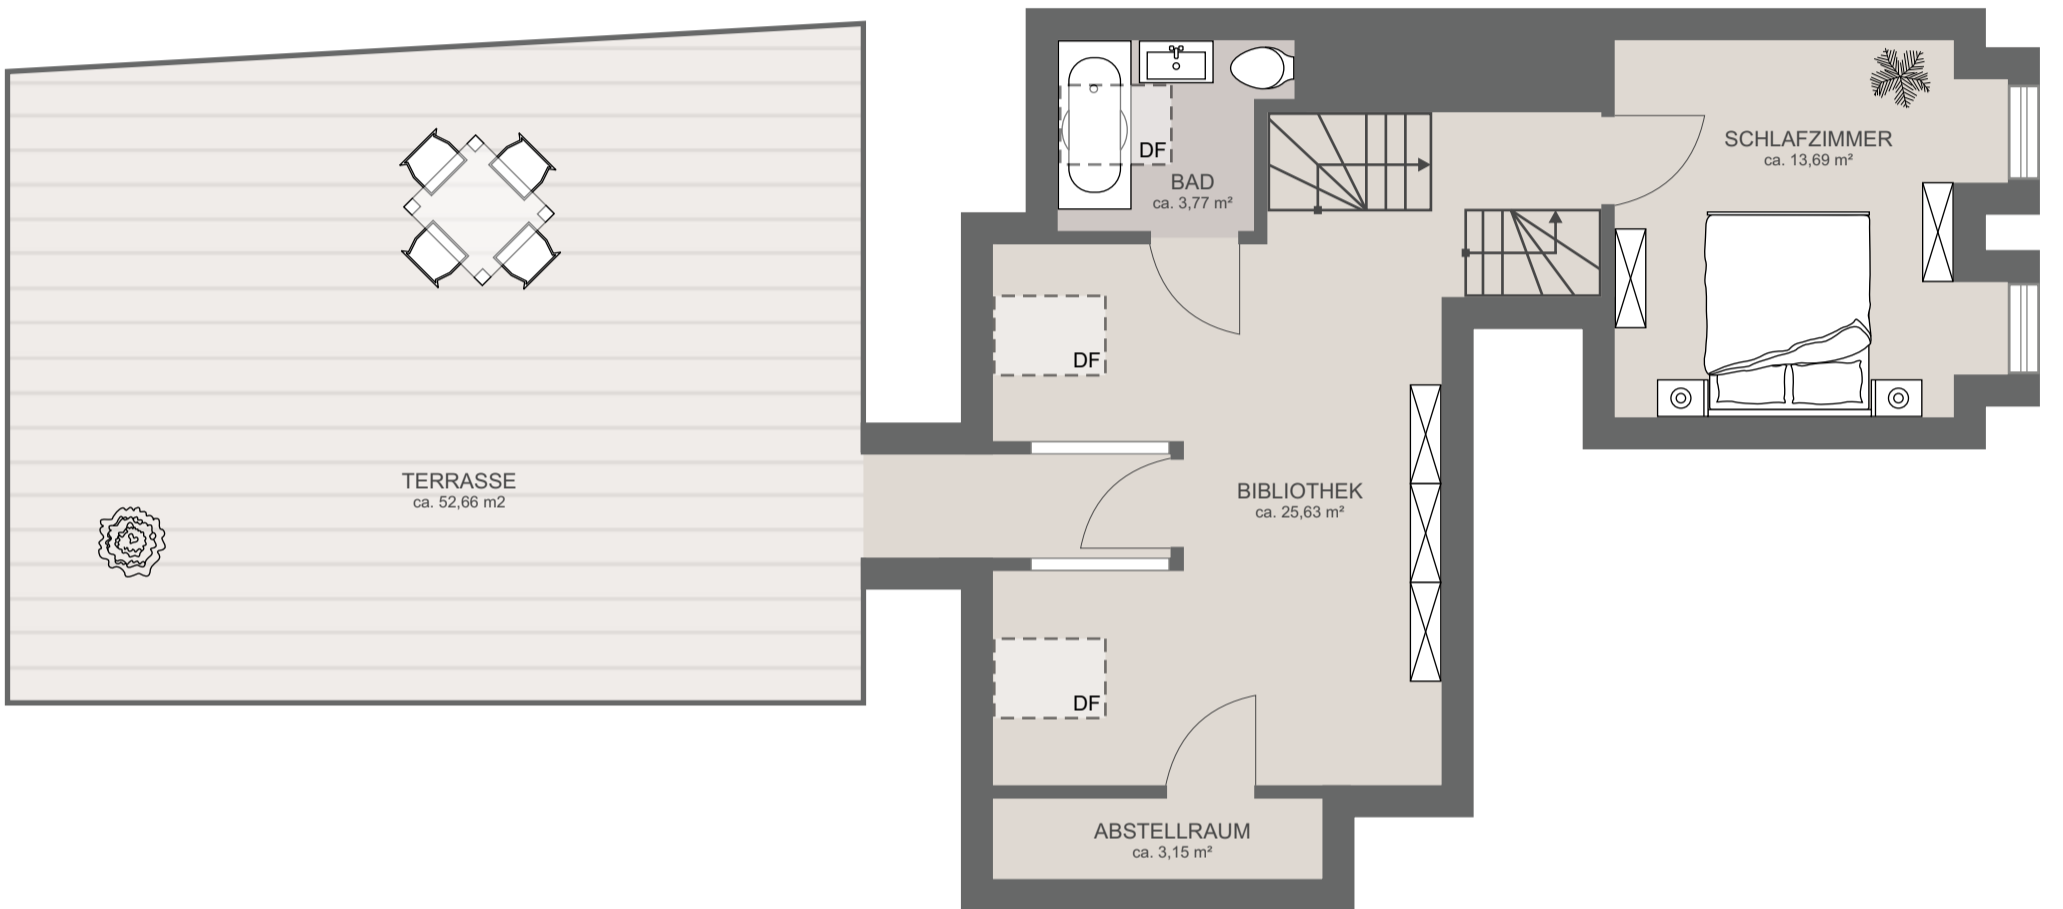 SCHLAFZIMMER
ca. 13,69 m²
DF
BAD
ca. 3,77 m²
DF
TERRASSE
ca. 52,66 m2
BIBLIOTHEK
ca. 25,63 m²
DF
ABSTELLRAUM
ca. 3,15 m²